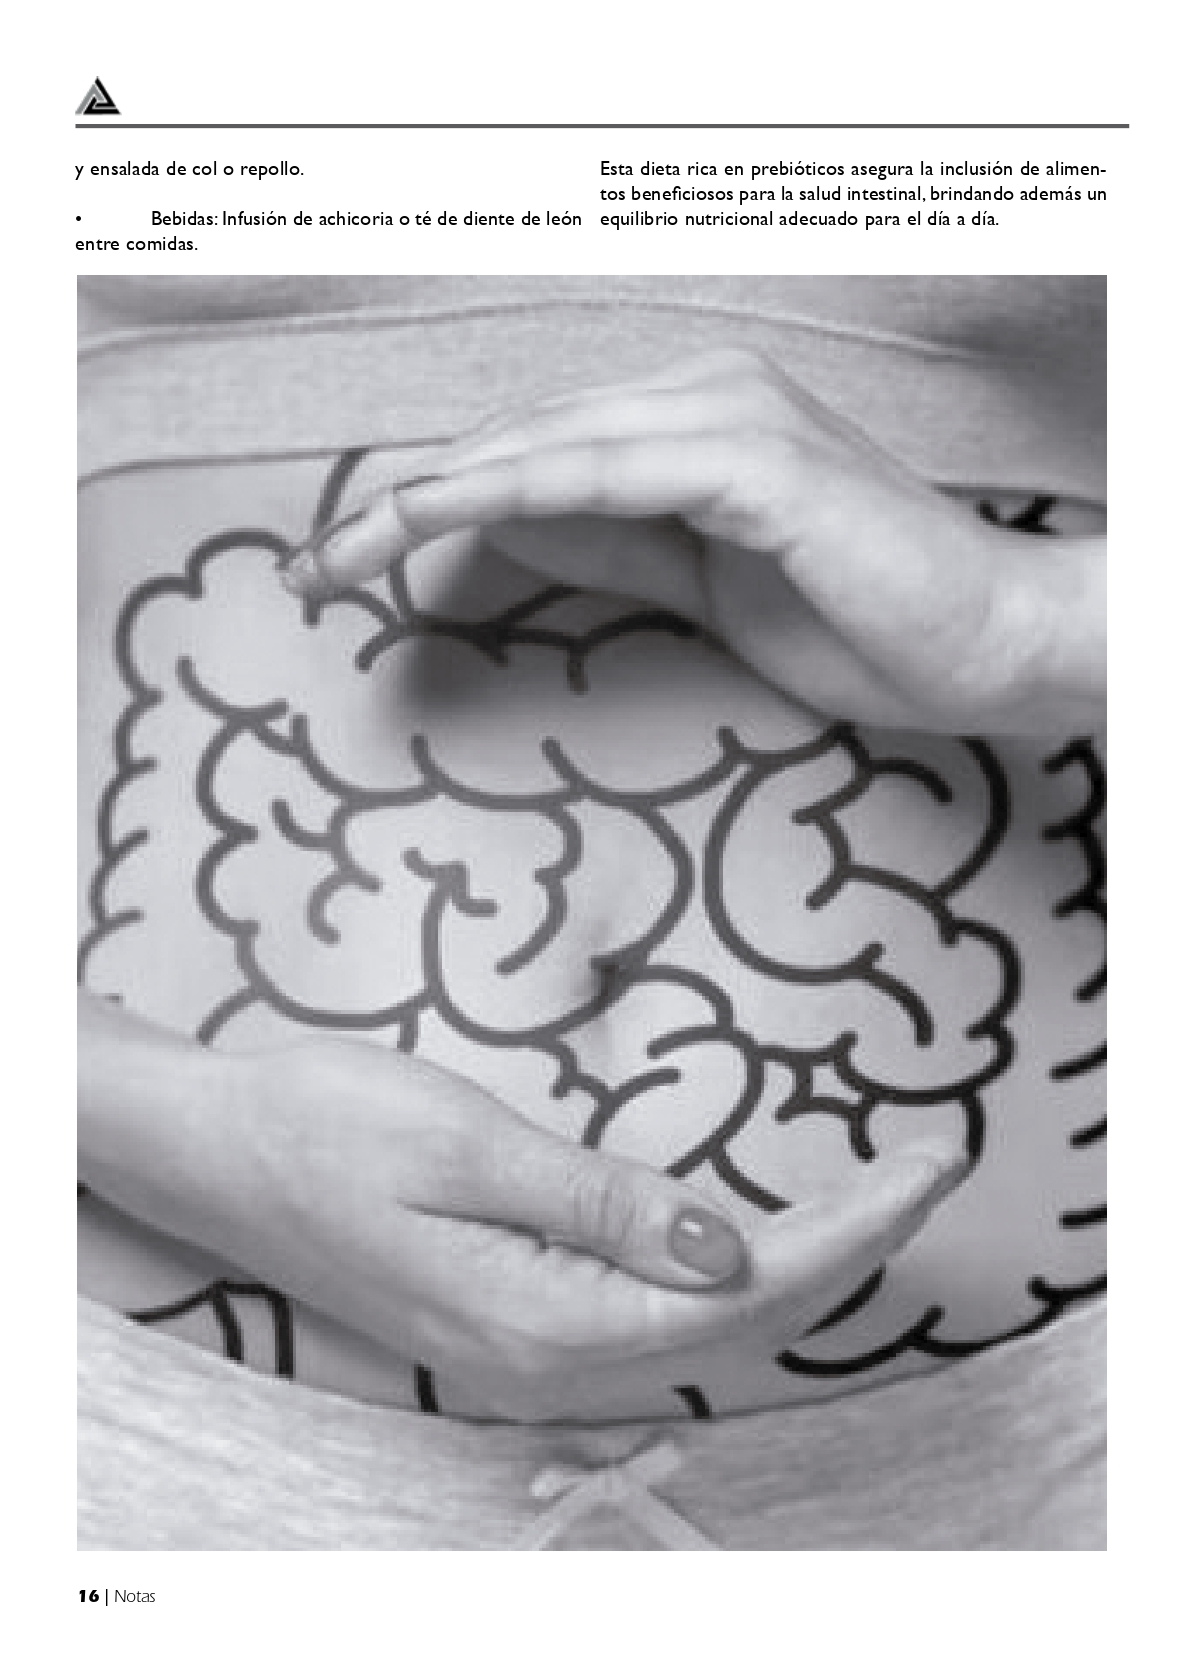 y ensalada de col o repollo.
• Bebidas: Infusión de achicoria o té de diente de león
entre comidas.
Esta dieta rica en prebióticos asegura la inclusión de alimen-
tos beneficiosos para la salud intestinal, brindando además un
equilibrio nutricional adecuado para el día a día.
16 | Notas